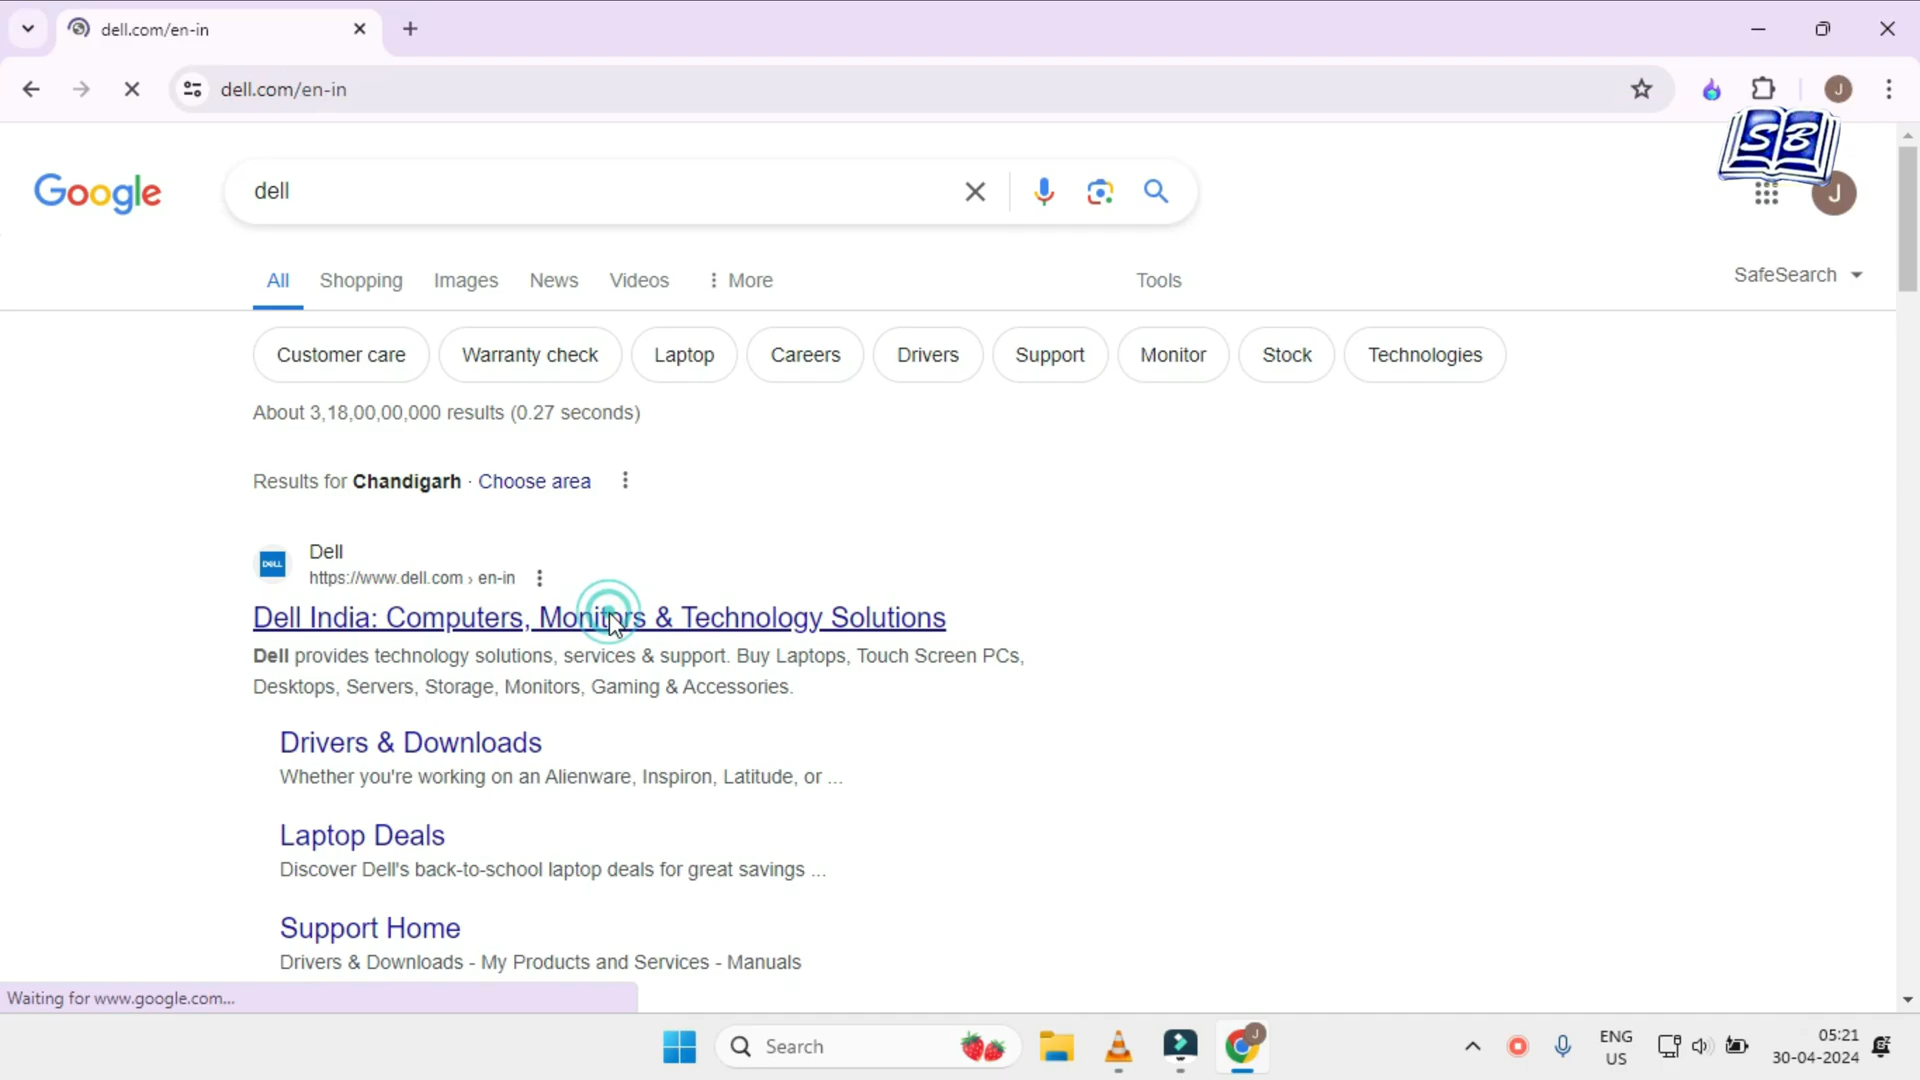 dell.com/en-in
dell.com/en-in
J
SB
Google
dell
J
All Shopping Images News Videos More Tools SafeSearch
Customer care Warranty check Laptop Careers Drivers Support Monitor Stock Technologies
About 3,18,00,00,000 results (0.27 seconds)
Results for Chandigarh · Choose area
DELL
Dell
https://www.dell.com › en-in
Dell India: Computers, Monitors & Technology Solutions
Dell provides technology solutions, services & support. Buy Laptops, Touch Screen PCs,
Desktops, Servers, Storage, Monitors, Gaming & Accessories.
Drivers & Downloads
Whether you're working on an Alienware, Inspiron, Latitude, or ...
Laptop Deals
Discover Dell's back-to-school laptop deals for great savings ...
Support Home
Drivers & Downloads - My Products and Services - Manuals
Waiting for www.google.com...
Search
J
ENG
US
05:21
30-04-2024